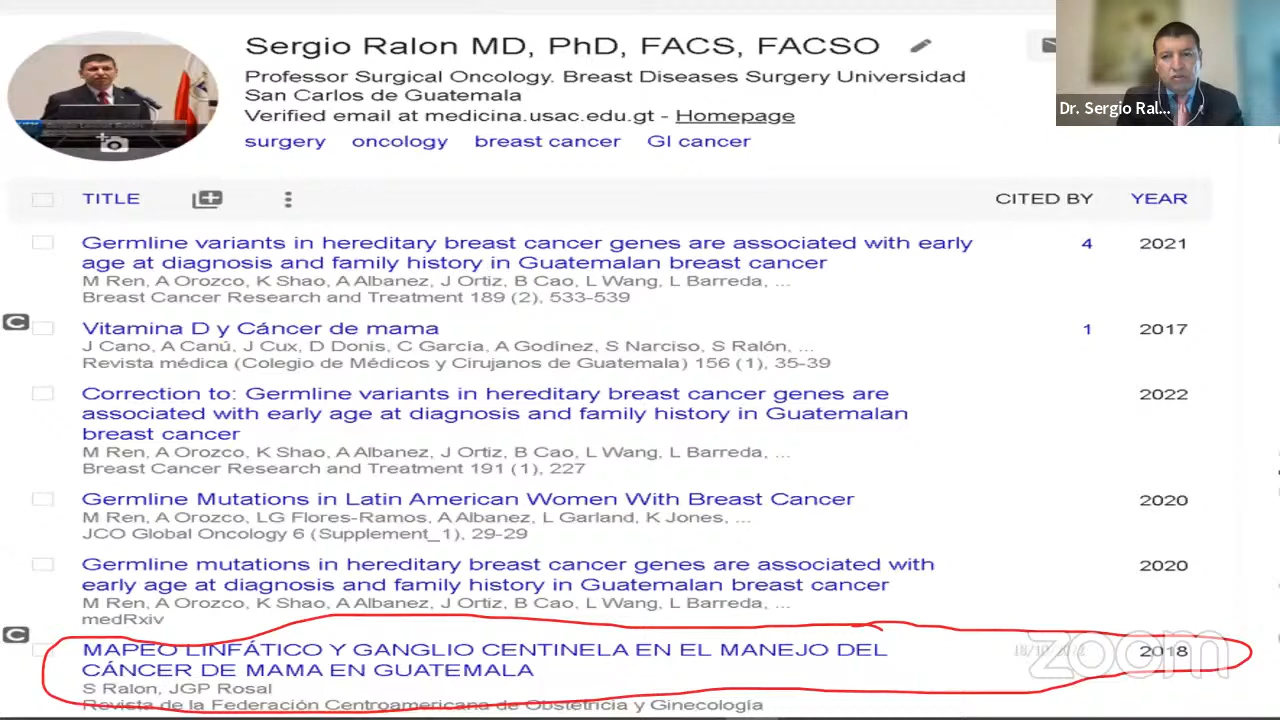 Sergio Ralon MD, PhD, FACS, FACSO
Professor Surgical Oncology. Breast Diseases Surgery Universidad
San Carlos de Guatemala
Verified email at medicina.usac.edu.gt - Homepage
surgery oncology breast cancer GI cancer
Dr. Sergio Ral...
TITLE CITED BY YEAR
Germline variants in hereditary breast cancer genes are associated with early 4 2021
age at diagnosis and family history in Guatemalan breast cancer
M Ren, A Orozco, K Shao, A Albanez, J Ortiz, B Cao, L Wang, L Barreda, ...
Breast Cancer Research and Treatment 189 (2), 533-539
Vitamina D y Cáncer de mama 1 2017
J Cano, A Canú, J Cux, D Donis, C García, A Godínez, S Narciso, S Ralón, ...
Revista médica (Colegio de Médicos y Cirujanos de Guatemala) 156 (1), 35-39
Correction to: Germline variants in hereditary breast cancer genes are 2022
associated with early age at diagnosis and family history in Guatemalan
breast cancer
M Ren, A Orozco, K Shao, A Albanez, J Ortiz, B Cao, L Wang, L Barreda, ...
Breast Cancer Research and Treatment 191 (1), 227
Germline Mutations in Latin American Women With Breast Cancer 2020
M Ren, A Orozco, LG Flores-Ramos, A Albanez, L Garland, K Jones, ...
JCO Global Oncology 6 (Supplement_1), 29-29
Germline mutations in hereditary breast cancer genes are associated with 2020
early age at diagnosis and family history in Guatemalan breast cancer
M Ren, A Orozco, K Shao, A Albanez, J Ortiz, B Cao, L Wang, L Barreda, ...
medRxiv
MAPEO LINFÁTICO Y GANGLIO CENTINELA EN EL MANEJO DEL 2018
CÁNCER DE MAMA EN GUATEMALA
S Ralon, JGP Rosal
Revista de la Federación Centroamericana de Obstetricia y Ginecología
zoom